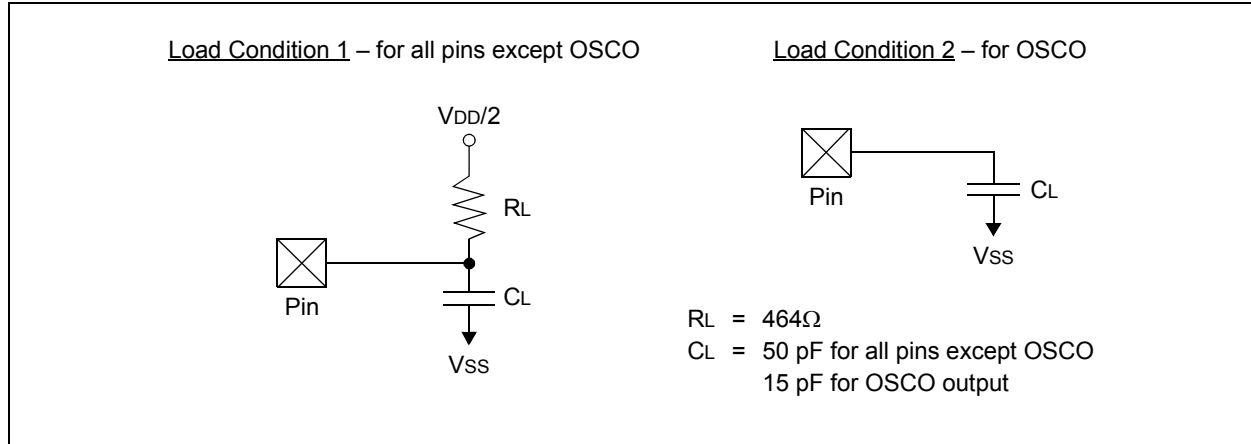 Load Condition 1 – for all pins except OSCO
VDD/2
RL
Pin
CL
VSS
Load Condition 2 – for OSCO
Pin
CL
VSS
RL = 464Ω
CL = 50 pF for all pins except OSCO
15 pF for OSCO output